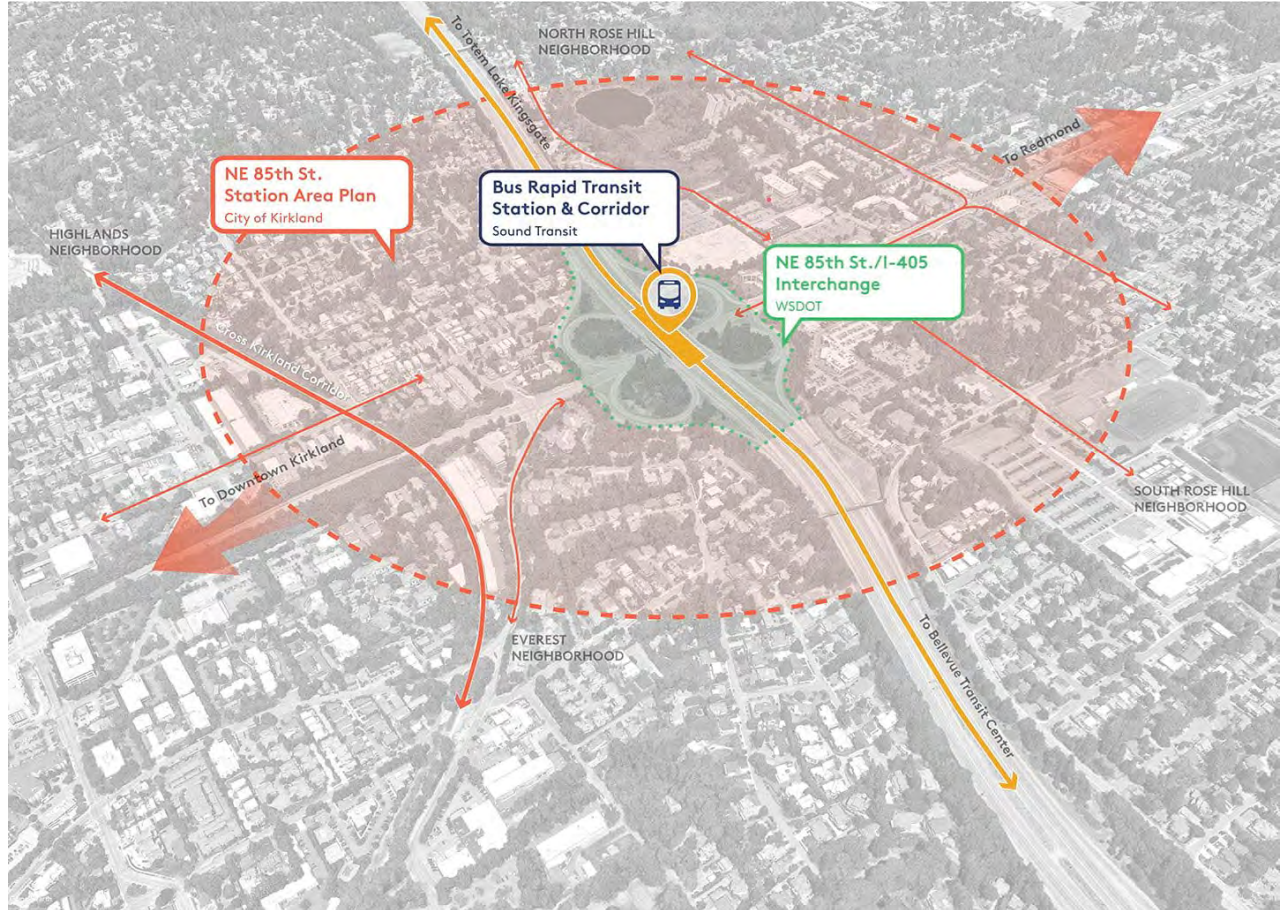 To Totem Lake Kingsgate
NORTH ROSE HILL
NEIGHBORHOOD
To Redmond
NE 85th St.
Station Area Plan
City of Kirkland
Bus Rapid Transit
Station & Corridor
Sound Transit
HIGHLANDS
NEIGHBORHOOD
NE 85th St./I-405
Interchange
WSDOT
Cross Kirkland Corridor
To Downtown Kirkland
SOUTH ROSE HILL
NEIGHBORHOOD
EVEREST
NEIGHBORHOOD
To Bellevue Transit Center